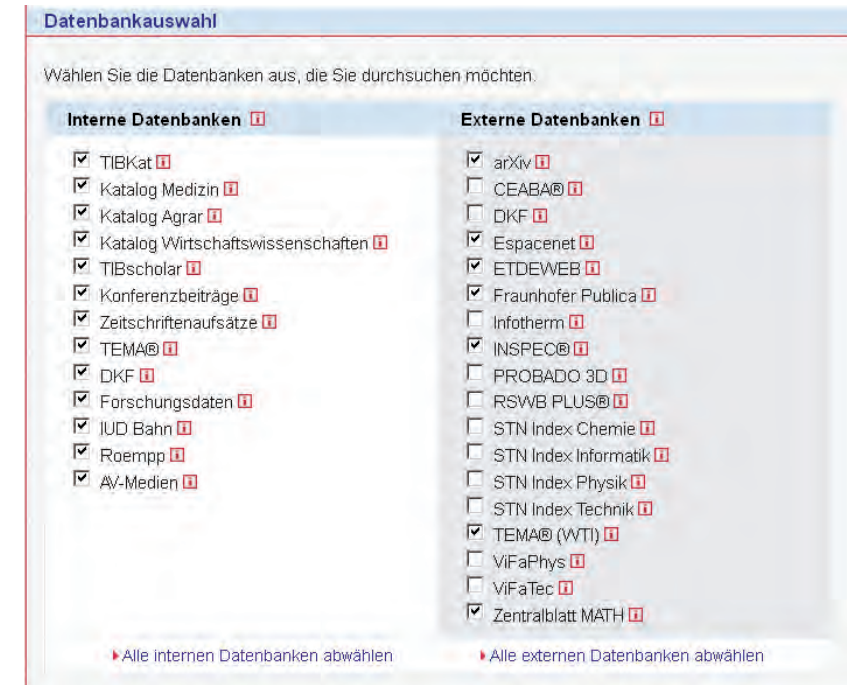 Datenbankauswahl
Wählen Sie die Datenbanken aus, die Sie durchsuchen möchten.
Interne Datenbanken i
TIBKat i
Katalog Medizin i
Katalog Agrar i
Katalog Wirtschaftswissenschaften i
TIBscholar i
Konferenzbeiträge i
Zeitschriftenaufsätze i
TEMA® i
DKF i
Forschungsdaten i
IUD Bahn i
Roempp i
AV-Medien i
Alle internen Datenbanken abwählen
Externe Datenbanken i
arXiv i
CEABA® i
DKF i
Espacenet i
ETDEWEB i
Fraunhofer Publica i
Infotherm i
INSPEC® i
PROBADO 3D i
RSWB PLUS® i
STN Index Chemie i
STN Index Informatik i
STN Index Physik i
STN Index Technik i
TEMA® (WTI) i
ViFaPhys i
ViFaTec i
Zentralblatt MATH i
Alle externen Datenbanken abwählen